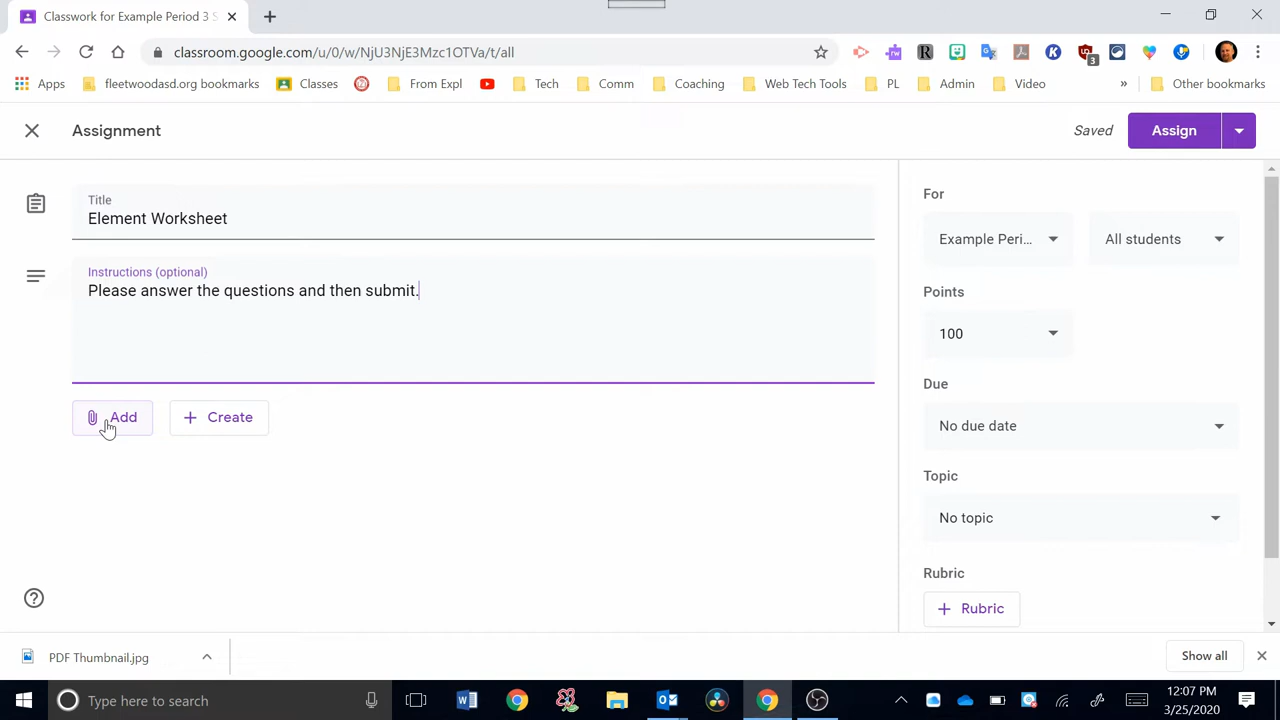 Classwork for Example Period 3 S
classroom.google.com/u/0/w/NjU3NjE3Mzc1OTVa/t/all
3
Apps
fleetwoodasd.org bookmarks
Classes
From Expl
Tech
Comm
Coaching
Web Tech Tools
PL
Admin
Video
»
Other bookmarks
Assignment
Saved
Assign
Title
Element Worksheet
Instructions (optional)
Please answer the questions and then submit.
Add
Create
For
Example Peri...
All students
Points
100
Due
No due date
Topic
No topic
Rubric
Rubric
PDF Thumbnail.jpg
Show all
Type here to search
12:07 PM
3/25/2020